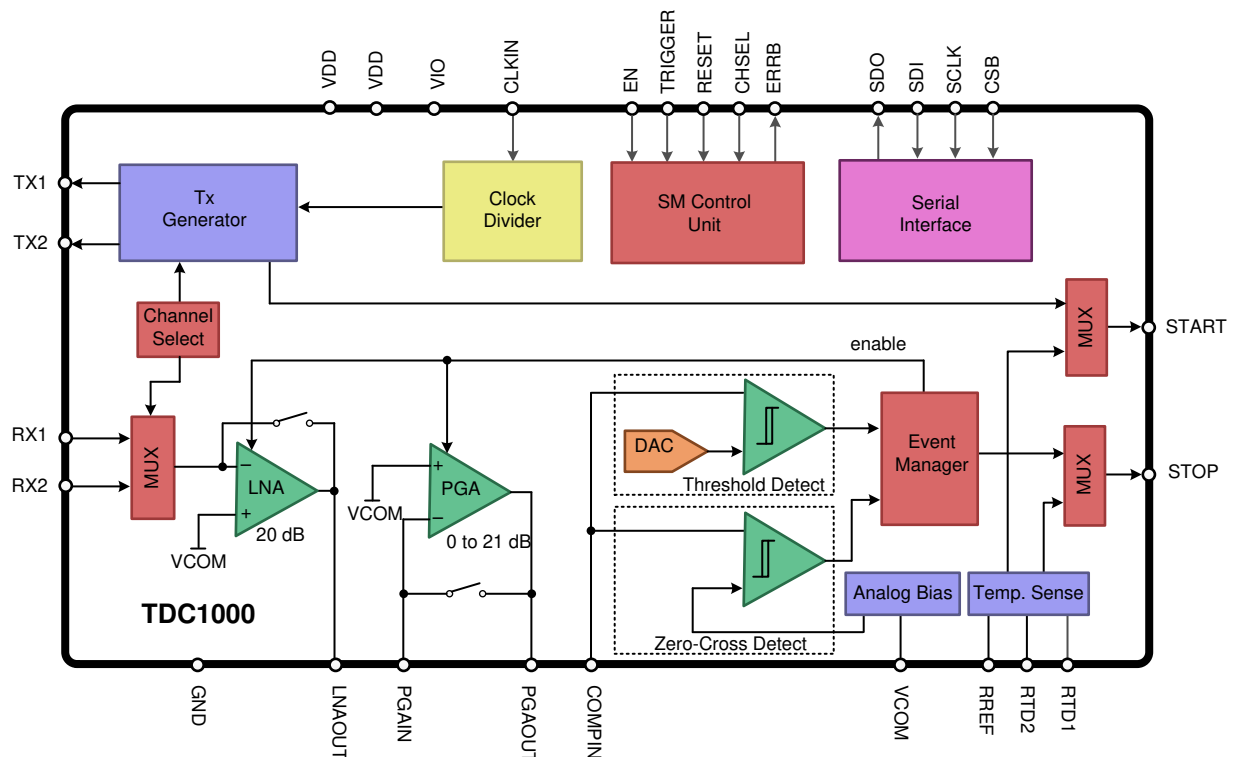 VDD
VDD
VIO
CLKIN
EN
TRIGGER
RESET
CHSEL
ERRB
SDO
SDI
SCLK
CSB
TX1
TX2
Tx
Generator
Clock
Divider
SM Control
Unit
Serial
Interface
Channel
Select
MUX
START
enable
RX1
RX2
MUX
−
LNA
+
20 dB
VCOM
+
PGA
−
VCOM
0 to 21 dB
DAC
Threshold Detect
Event
Manager
MUX
STOP
Zero-Cross Detect
Analog Bias
Temp. Sense
TDC1000
GND
LNAOUT
PGAIN
PGAOUT
COMPIN
VCOM
RREF
RTD2
RTD1